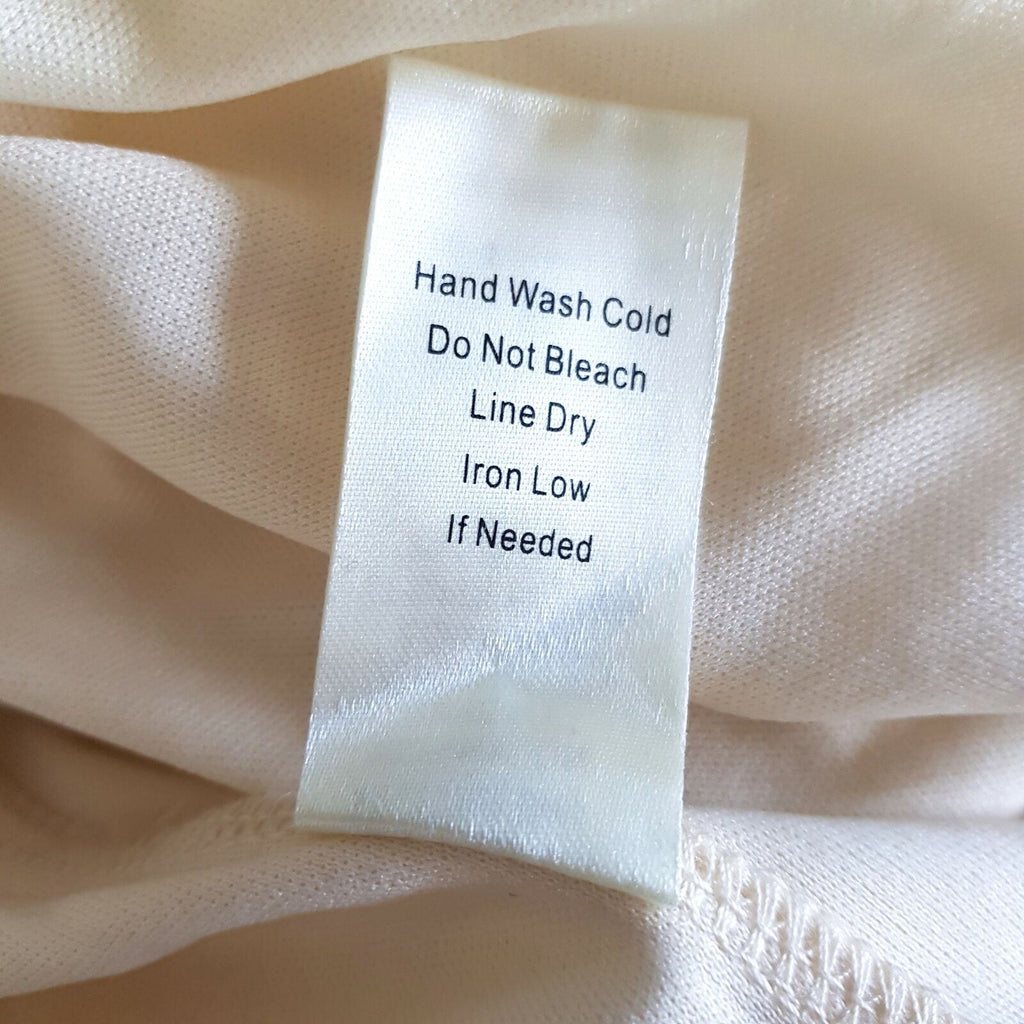 Hand Wash Cold
Do Not Bleach
Line Dry
Iron Low
If Needed